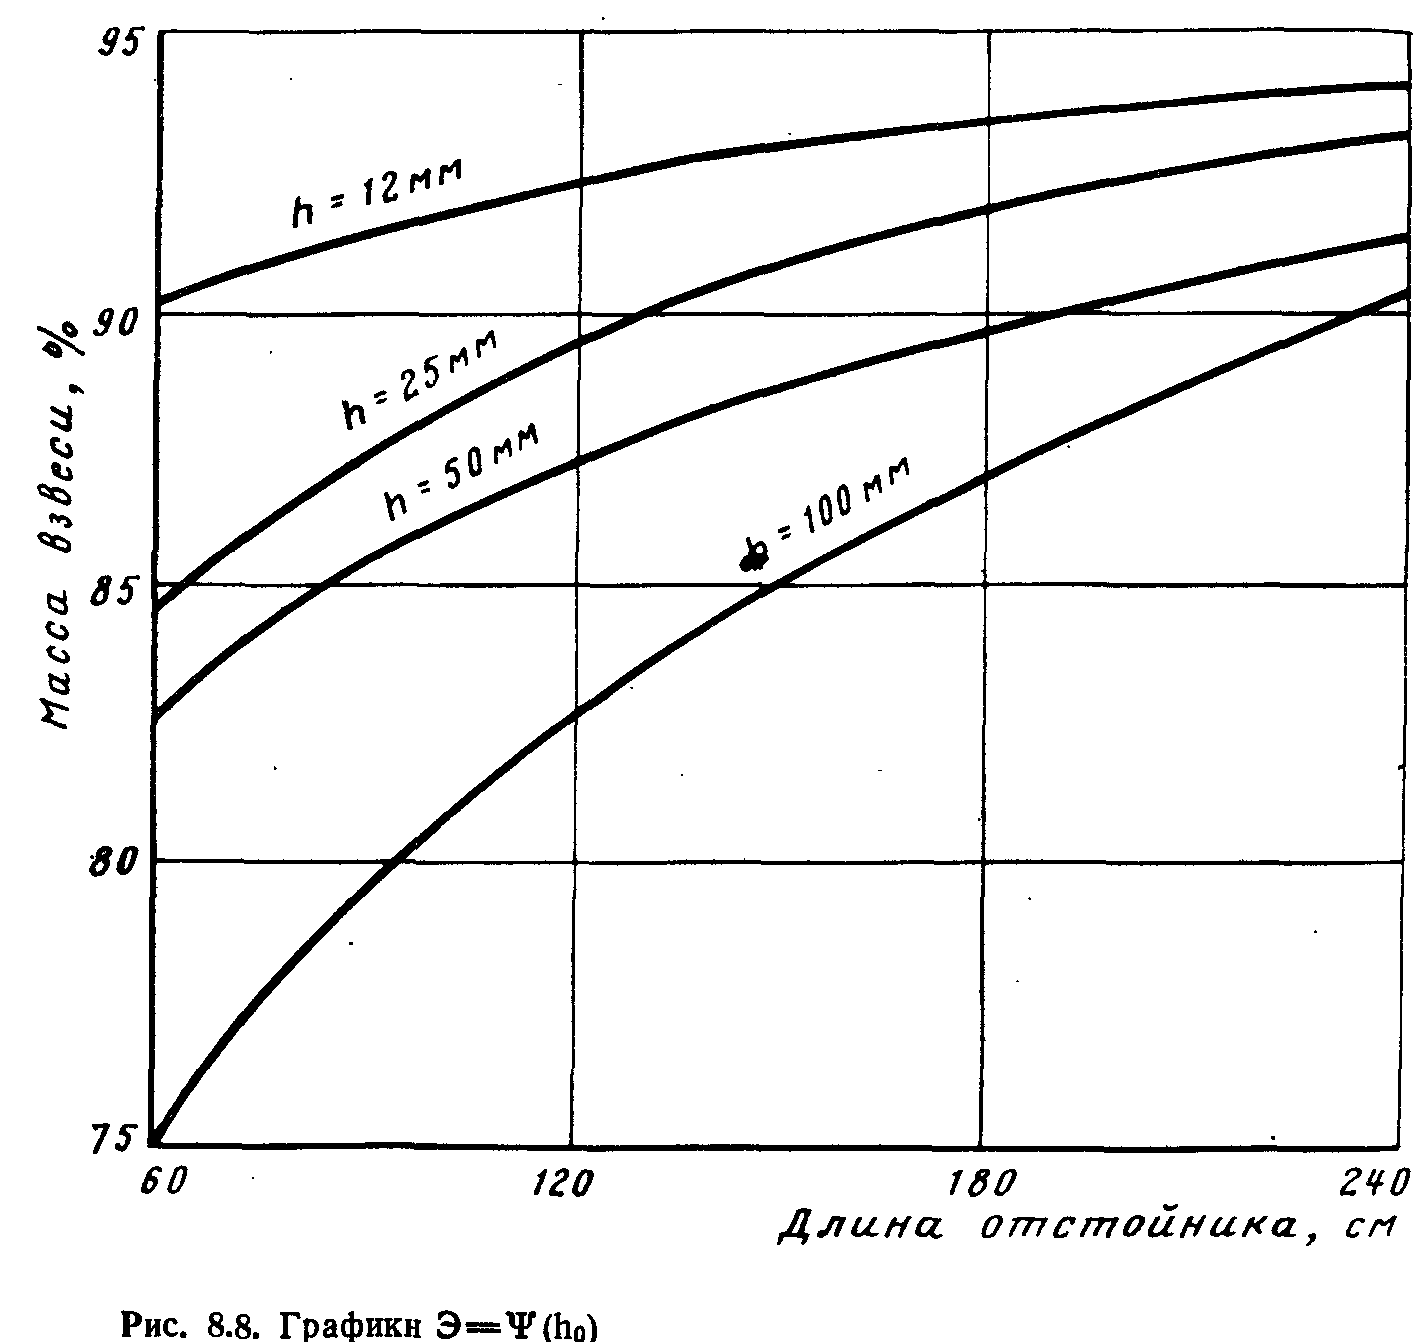 95
h = 12 мм
90
h = 25 мм
h = 50 мм
h = 100 мм
Масса взвеси, %
85
80
75
60 120 180 240
Длина отстойника, см
Рис. 8.8. Графики Э=Ψ(h₀)